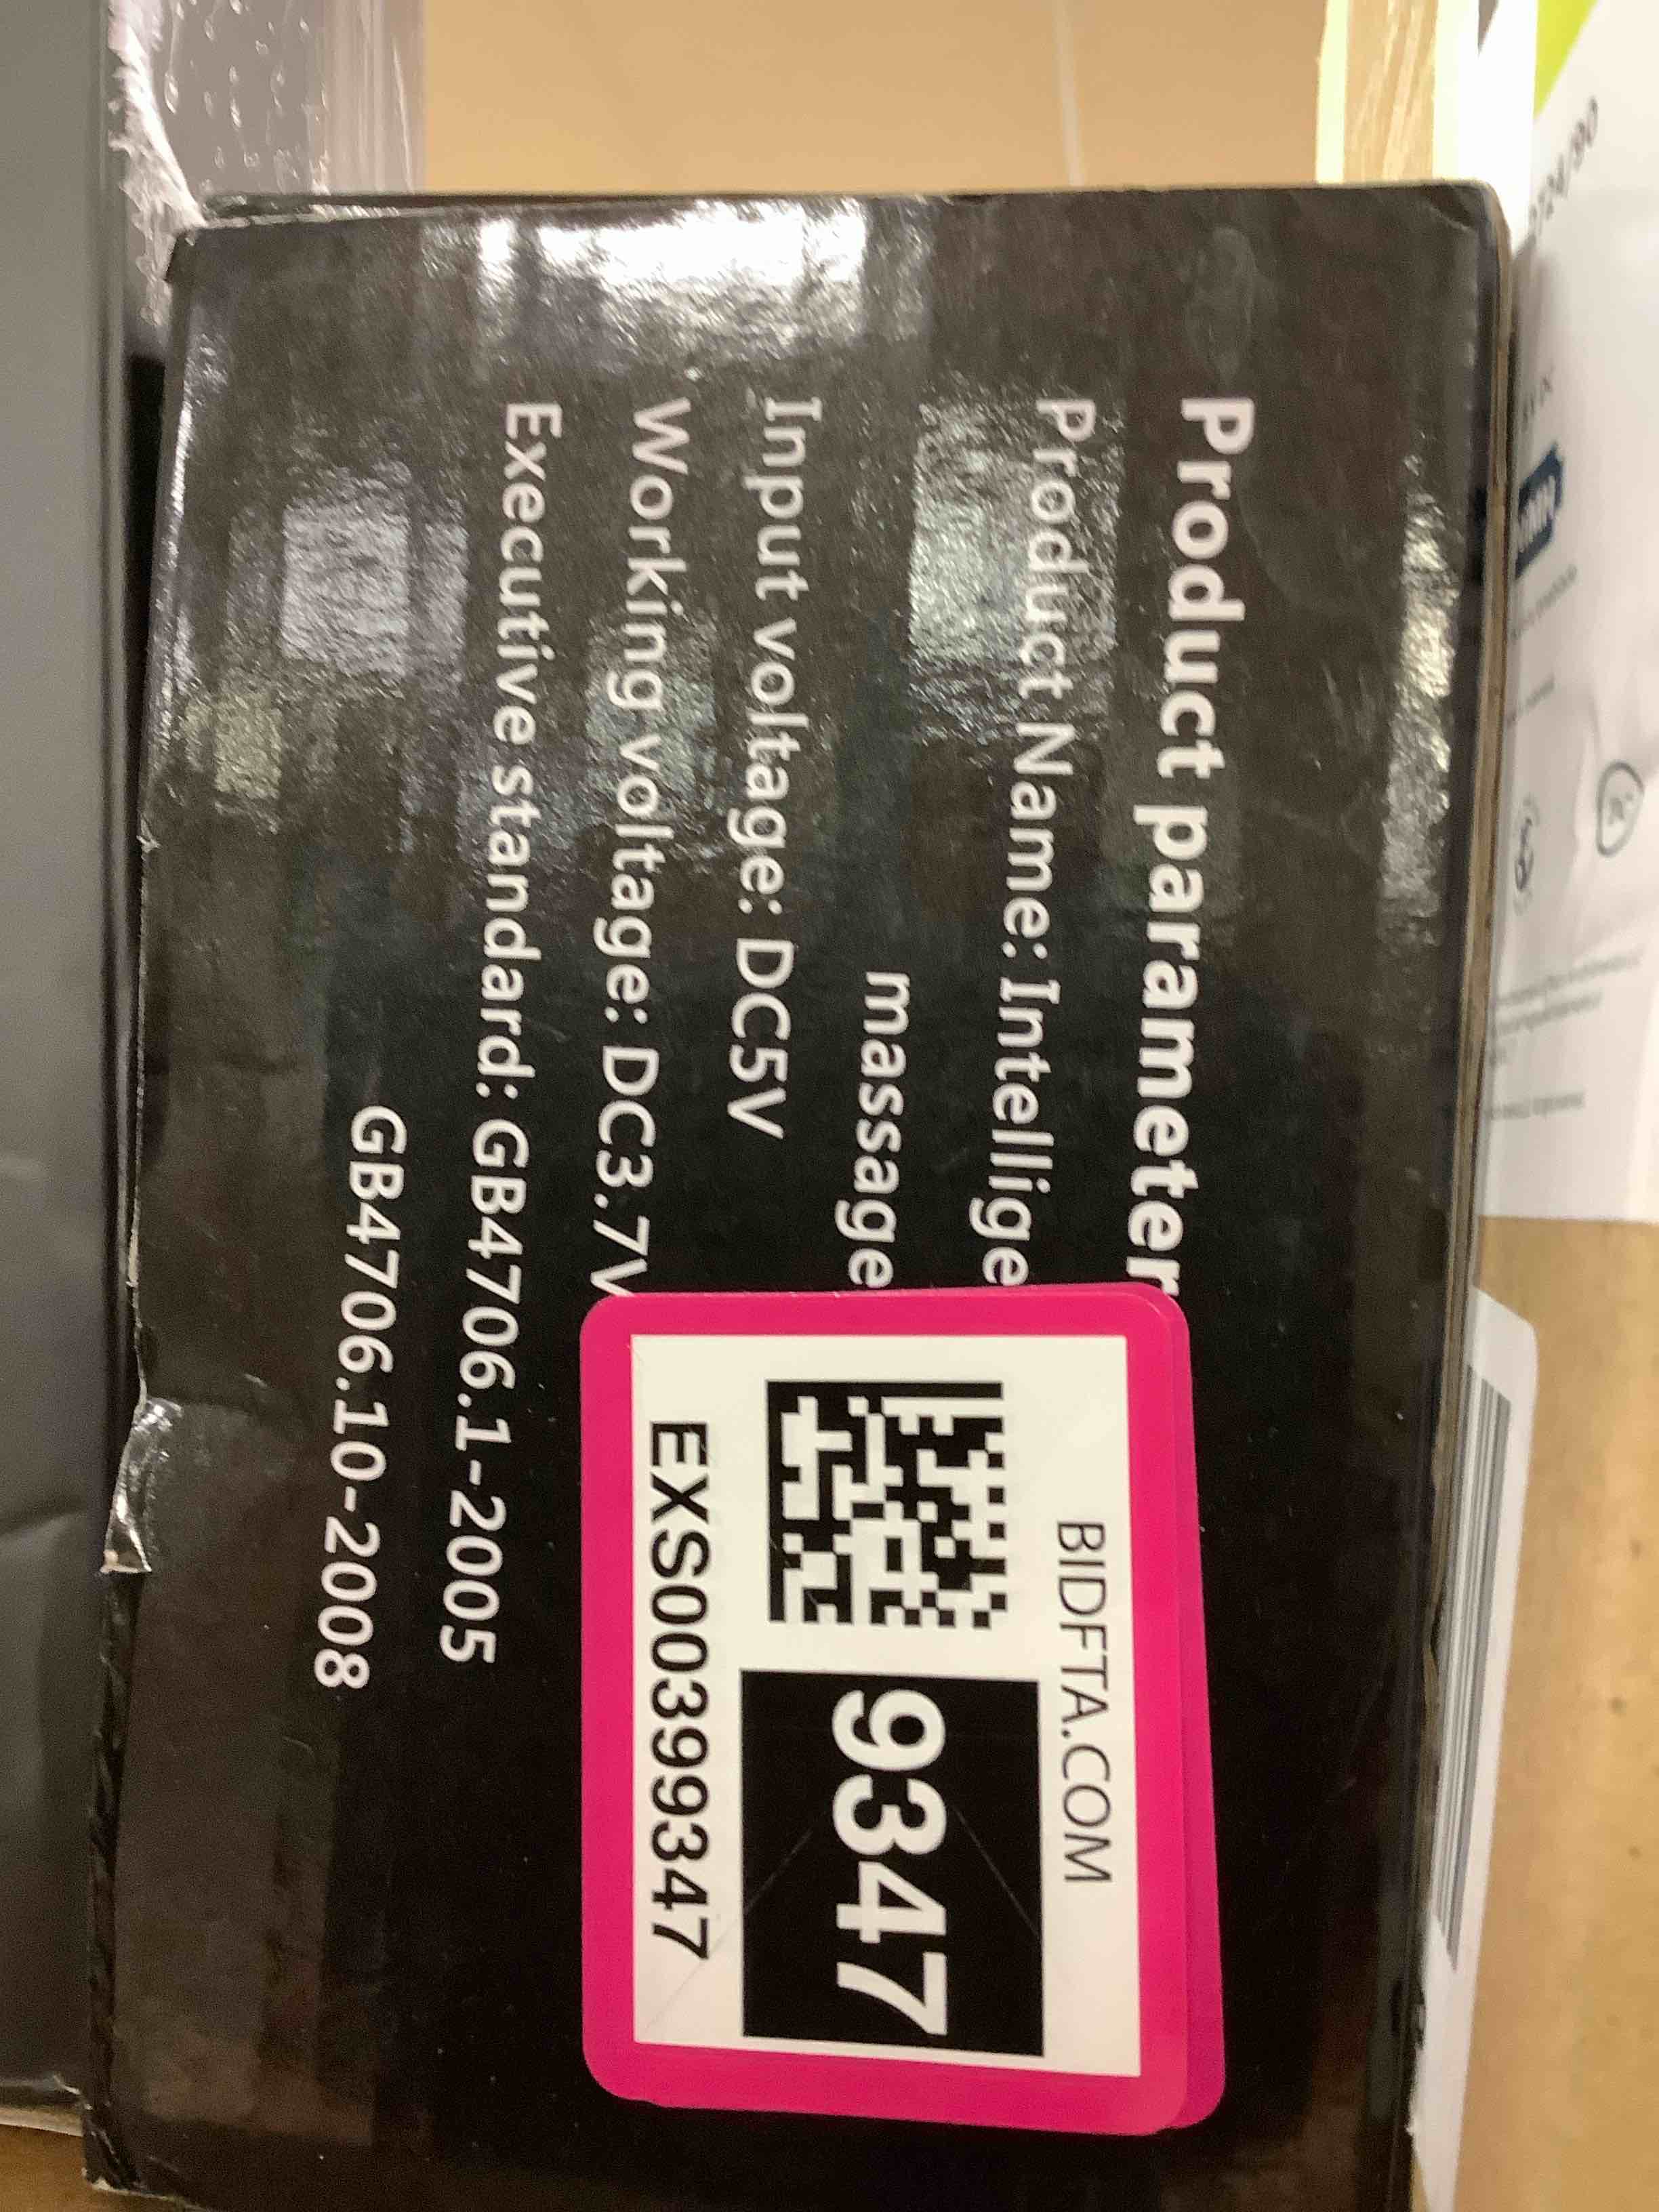 Product parameter
Product Name: Intellige
massage
Input voltage: DC5V
Working voltage: DC3.7V
Executive standard: GB4706.1-2005
GB4706.10-2008
BIDFTA.COM
9347
EXS00399347